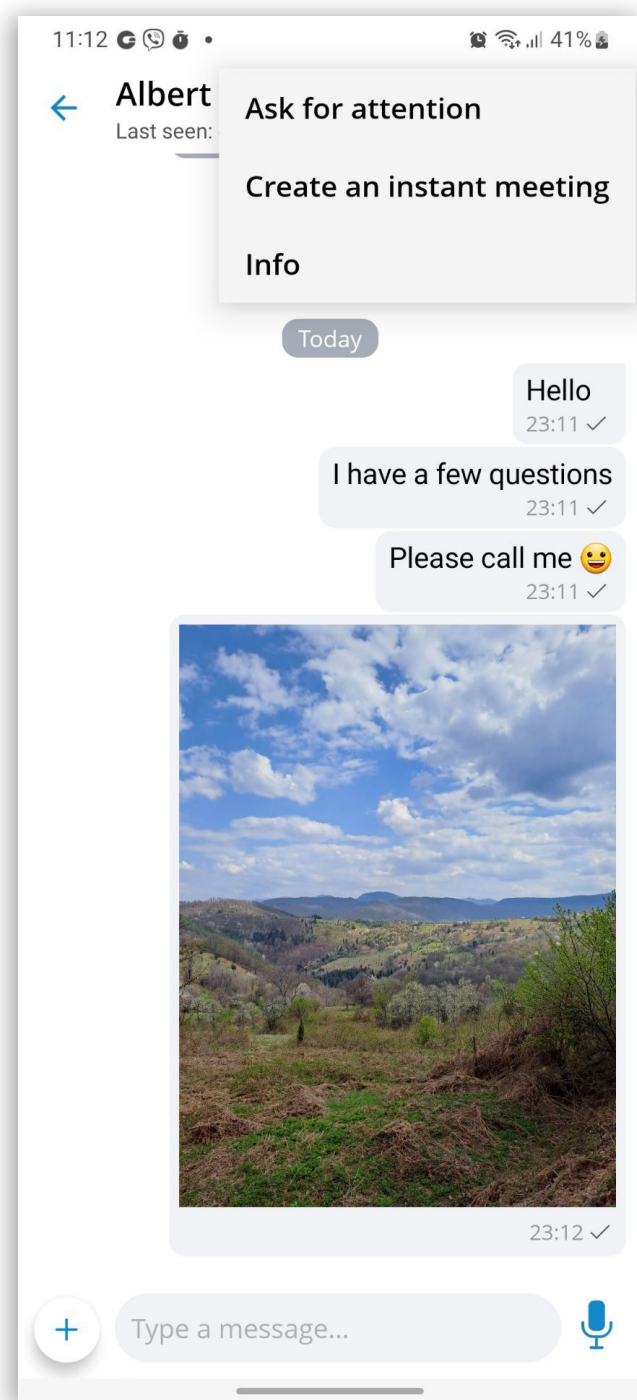 11:12 41%
Albert
Last seen:
Ask for attention
Create an instant meeting
Info
Today
Hello
23:11
I have a few questions
23:11
Please call me 😀
23:11
23:12
Type a message...